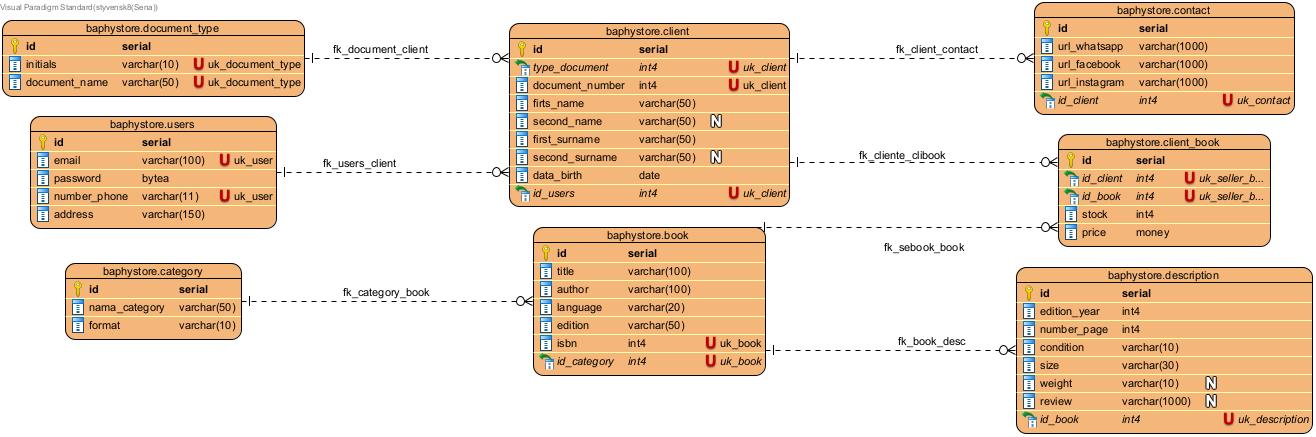 Visual Paradigm Standard(styvensk8(Sena))
baphystore.document_type
id serial
initials varchar(10) U uk_document_type
document_name varchar(50) U uk_document_type
fk_document_client
baphystore.client
id serial
type_document int4 U uk_client
document_number int4 U uk_client
firts_name varchar(50)
second_name varchar(50) N
first_surname varchar(50)
second_surname varchar(50) N
data_birth date
id_users int4 U uk_client
fk_client_contact
baphystore.contact
id serial
url_whatsapp varchar(1000)
url_facebook varchar(1000)
url_instagram varchar(1000)
id_client int4 U uk_contact
baphystore.users
id serial
email varchar(100) U uk_user
password bytea
number_phone varchar(11) U uk_user
address varchar(150)
fk_users_client
fk_cliente_clibook
baphystore.client_book
id serial
id_client int4 U uk_seller_b...
id_book int4 U uk_seller_b...
stock int4
price money
fk_sebook_book
baphystore.category
id serial
nama_category varchar(50)
format varchar(10)
fk_category_book
baphystore.book
id serial
title varchar(100)
author varchar(100)
language varchar(20)
edition varchar(50)
isbn int4 U uk_book
id_category int4 U uk_book
fk_book_desc
baphystore.description
id serial
edition_year int4
number_page int4
condition varchar(10)
size varchar(30)
weight varchar(10) N
review varchar(1000) N
id_book int4 U uk_description